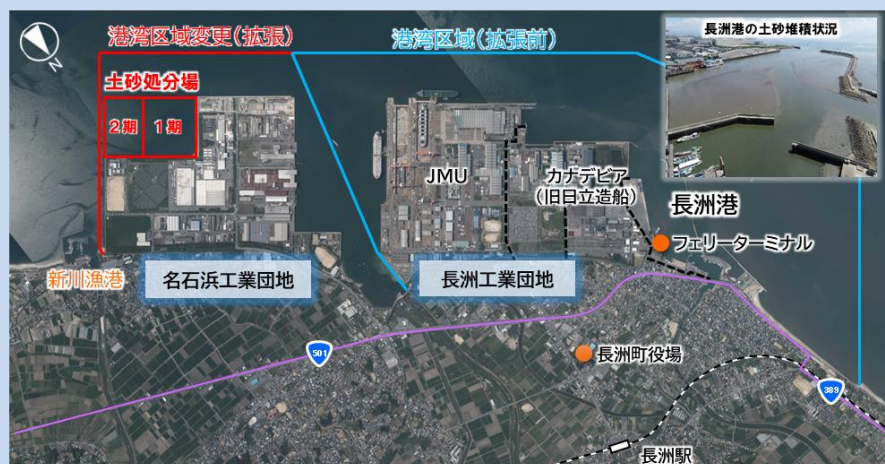 港湾区域変更(拡張)
港湾区域(拡張前)
長洲港の土砂堆積状況
N
土砂処分場
2期
1期
JMU
カナデビア
(旧日立造船)
長洲港
フェリーターミナル
新川漁港
名石浜工業団地
長洲工業団地
501
長洲町役場
389
長洲駅